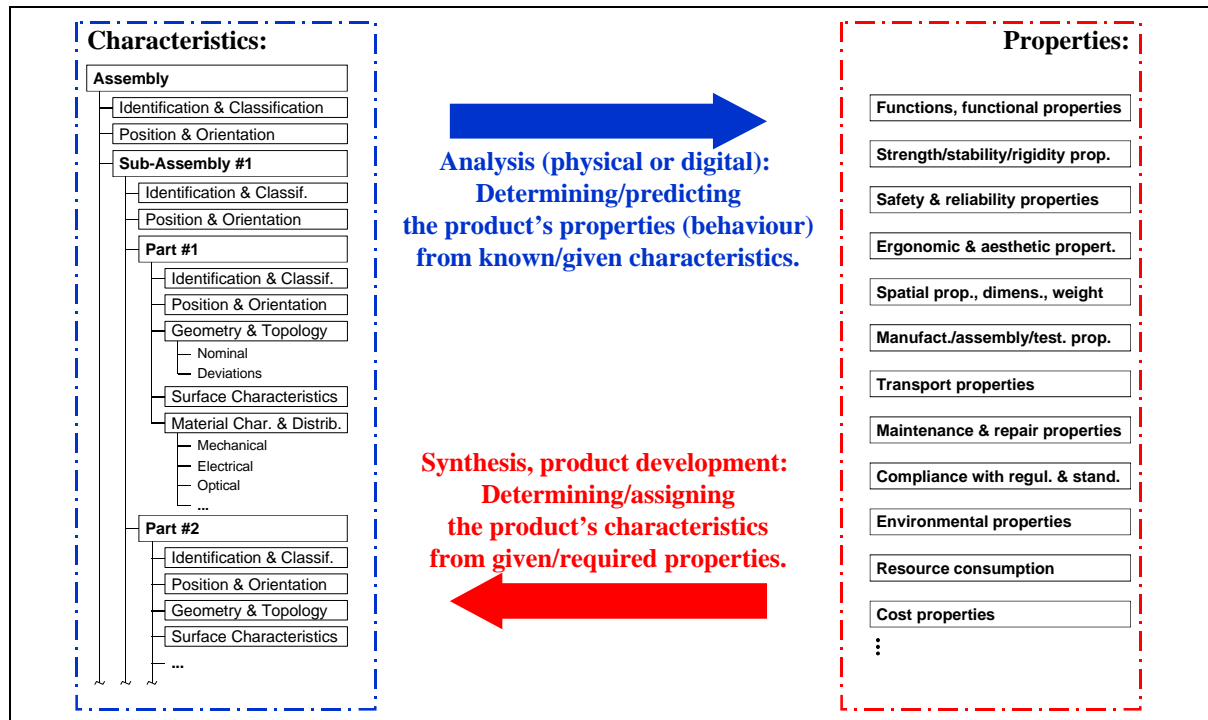 Characteristics:
Assembly
Identification & Classification
Position & Orientation
Sub-Assembly #1
Identification & Classif.
Position & Orientation
Part #1
Identification & Classif.
Position & Orientation
Geometry & Topology
Nominal
Deviations
Surface Characteristics
Material Char. & Distrib.
Mechanical
Electrical
Optical
...
Part #2
Identification & Classif.
Position & Orientation
Geometry & Topology
Surface Characteristics
...
Analysis (physical or digital):
Determining/predicting
the product's properties (behaviour)
from known/given characteristics.
Synthesis, product development:
Determining/assigning
the product's characteristics
from given/required properties.
Properties:
Functions, functional properties
Strength/stability/rigidity prop.
Safety & reliability properties
Ergonomic & aesthetic propert.
Spatial prop., dimens., weight
Manufact./assembly/test. prop.
Transport properties
Maintenance & repair properties
Compliance with regul. & stand.
Environmental properties
Resource consumption
Cost properties